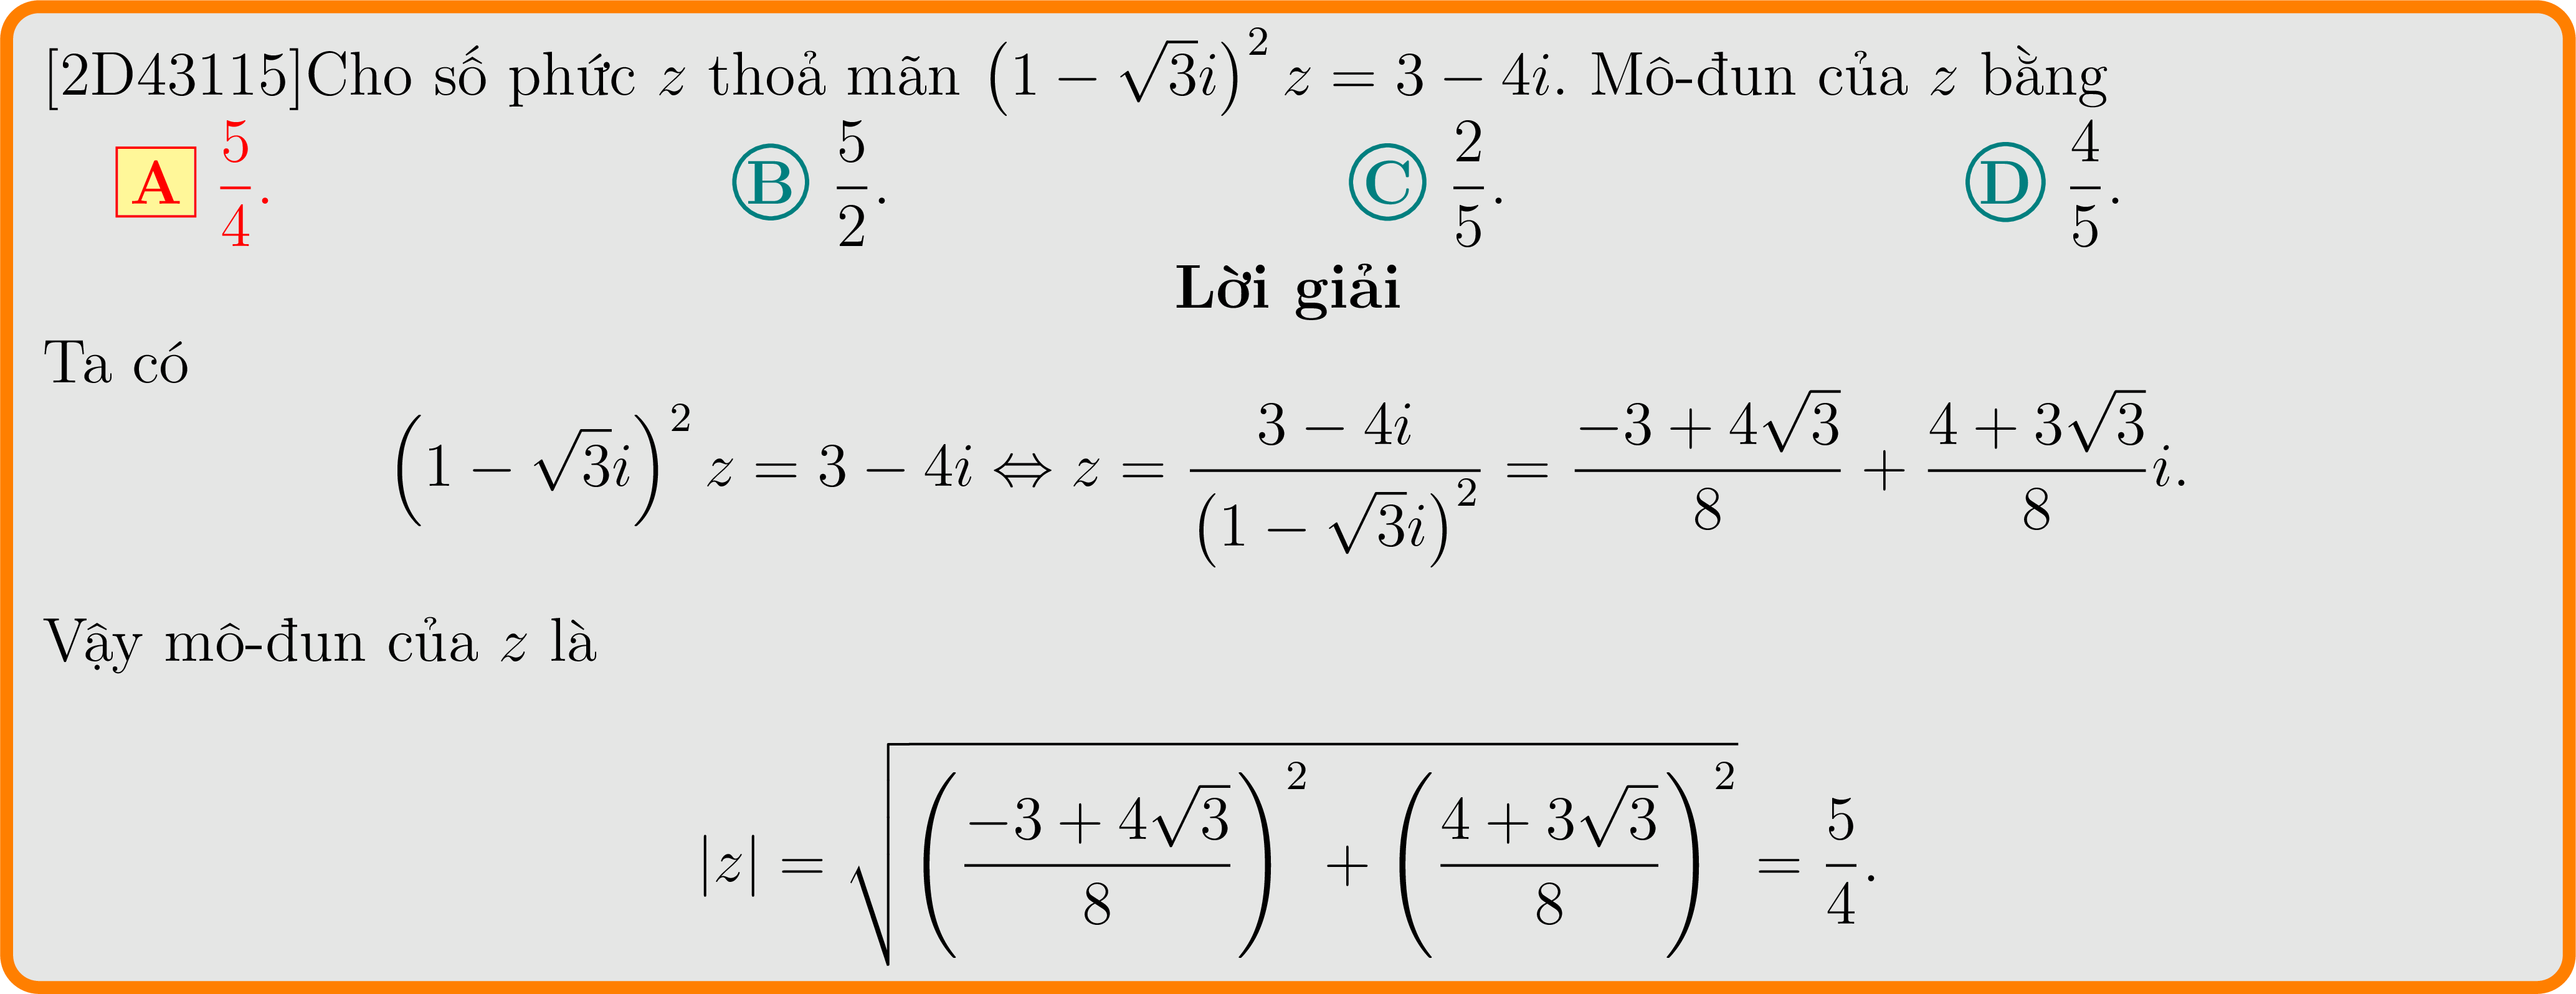 [2D43115]Cho số phức z thoả mãn (1 − √3i)² z = 3 − 4i. Mô-đun của z bằng
A 5/4. B 5/2. C 2/5. D 4/5.
Lời giải
Ta có
(1 − √3i)² z = 3 − 4i ⇔ z = (3 − 4i)/(1 − √3i)² = (−3 + 4√3)/8 + (4 + 3√3)/8 i.
Vậy mô-đun của z là
|z| = √(((−3 + 4√3)/8)² + ((4 + 3√3)/8)²) = 5/4.